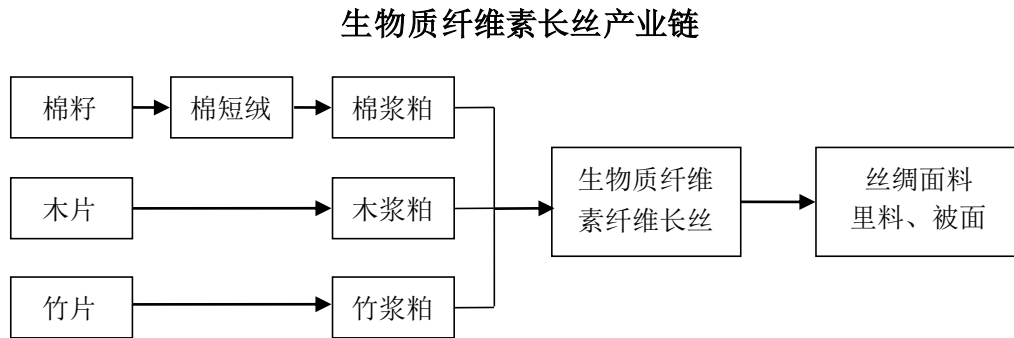 生物质纤维素长丝产业链
棉籽
棉短绒
棉浆粕
木片
木浆粕
竹片
竹浆粕
生物质纤维
素纤维长丝
丝绸面料
里料、被面